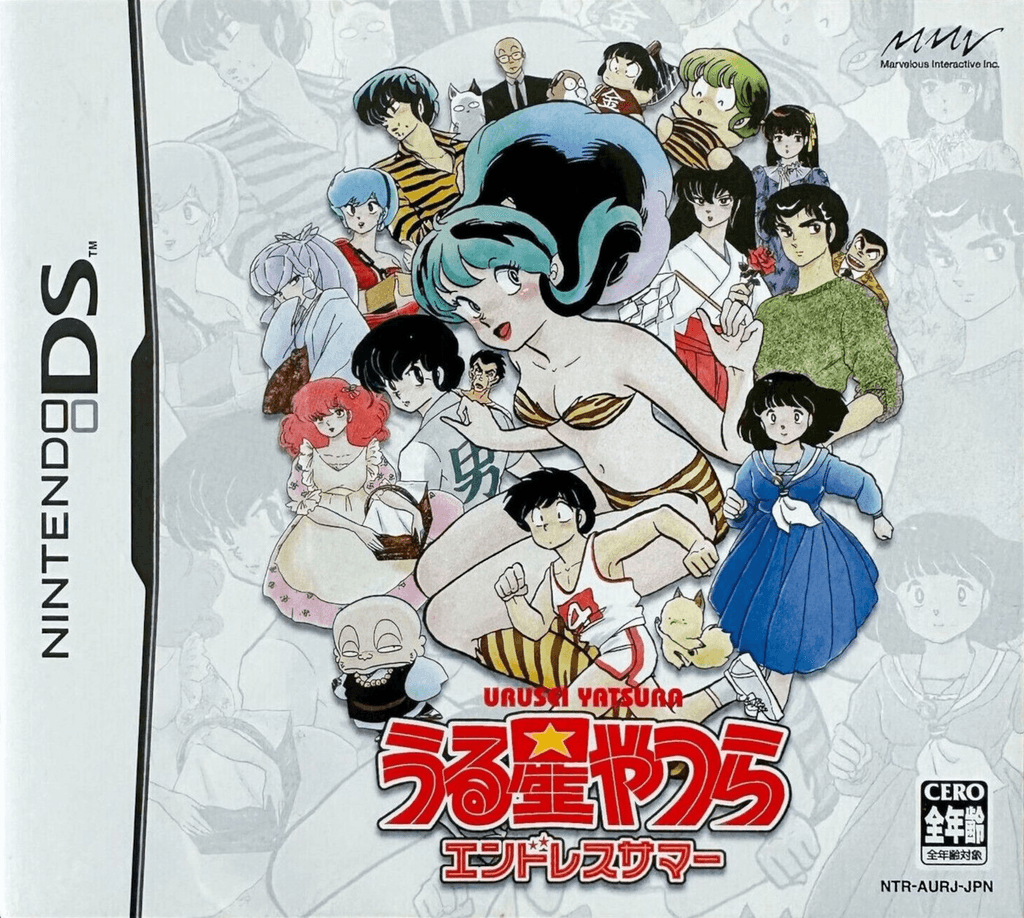 NINTENDO DS™
MMV
Marvelous Interactive Inc.
金
男
4
URUSEI YATSURA
うる星やつら
エンドレスサマー
CERO
全年齢
全年齢対象
NTR-AURJ-JPN